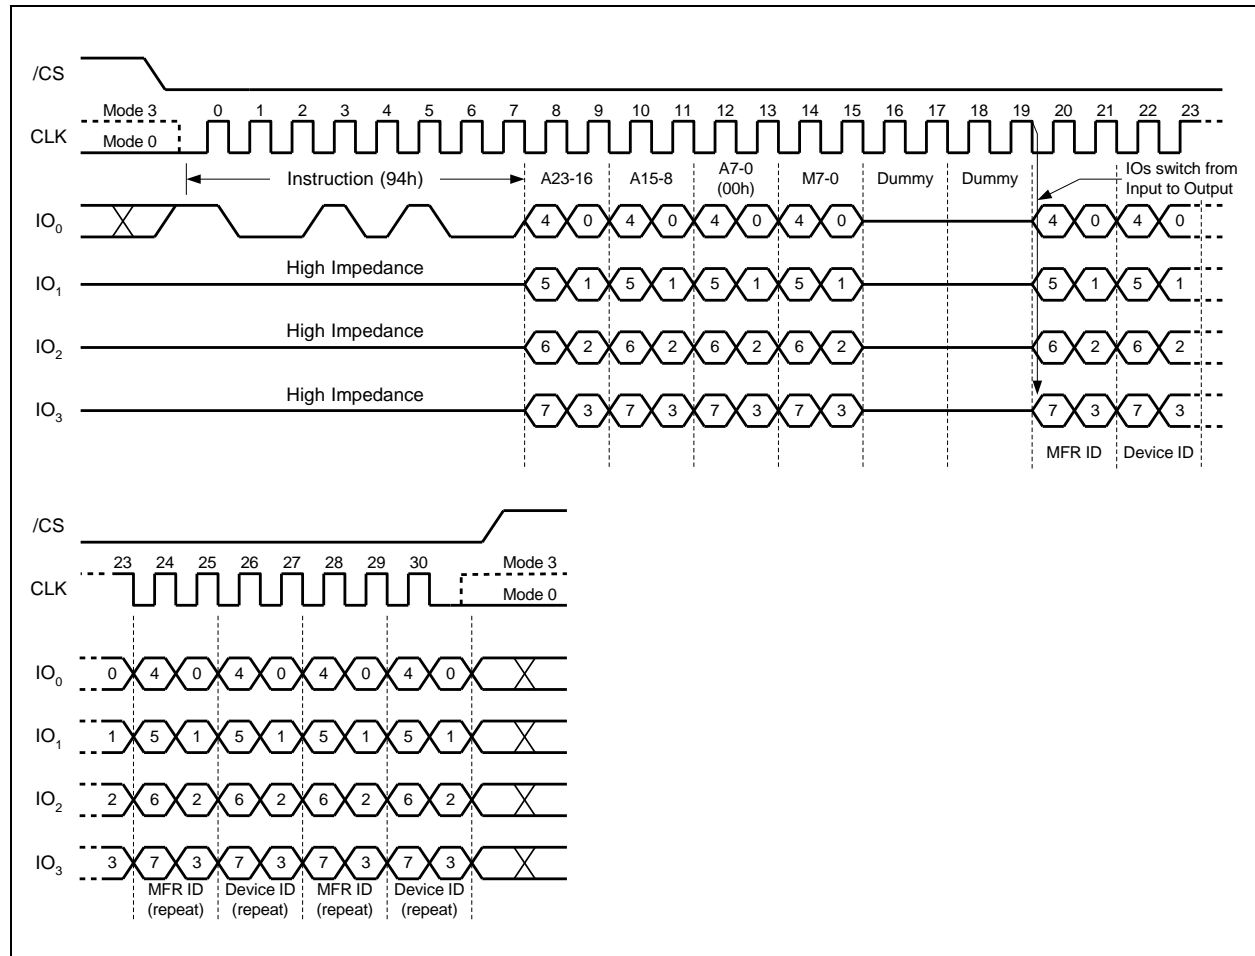 /CS
Mode 3 0 1 2 3 4 5 6 7 8 9 10 11 12 13 14 15 16 17 18 19 20 21 22 23
CLK Mode 0
Instruction (94h) A23-16 A15-8 A7-0 (00h) M7-0 Dummy Dummy IOs switch from Input to Output
IO0 4 0 4 0 4 0 4 0 4 0 4 0
High Impedance
IO1 5 1 5 1 5 1 5 1 5 1 5 1
High Impedance
IO2 6 2 6 2 6 2 6 2 6 2 6 2
High Impedance
IO3 7 3 7 3 7 3 7 3 7 3 7 3
MFR ID Device ID
/CS
23 24 25 26 27 28 29 30 Mode 3
CLK Mode 0
IO0 0 4 0 4 0 4 0 4 0
IO1 1 5 1 5 1 5 1 5 1
IO2 2 6 2 6 2 6 2 6 2
IO3 3 7 3 7 3 7 3 7 3
MFR ID Device ID MFR ID Device ID
(repeat) (repeat) (repeat) (repeat)